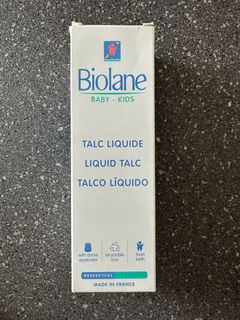 Biolane
BABY - KIDS
TALC LIQUIDE
LIQUID TALC
TALCO LÍQUIDO
with dume applicator
recyclable box
from birth
RESPECTFUL
MADE IN FRANCE